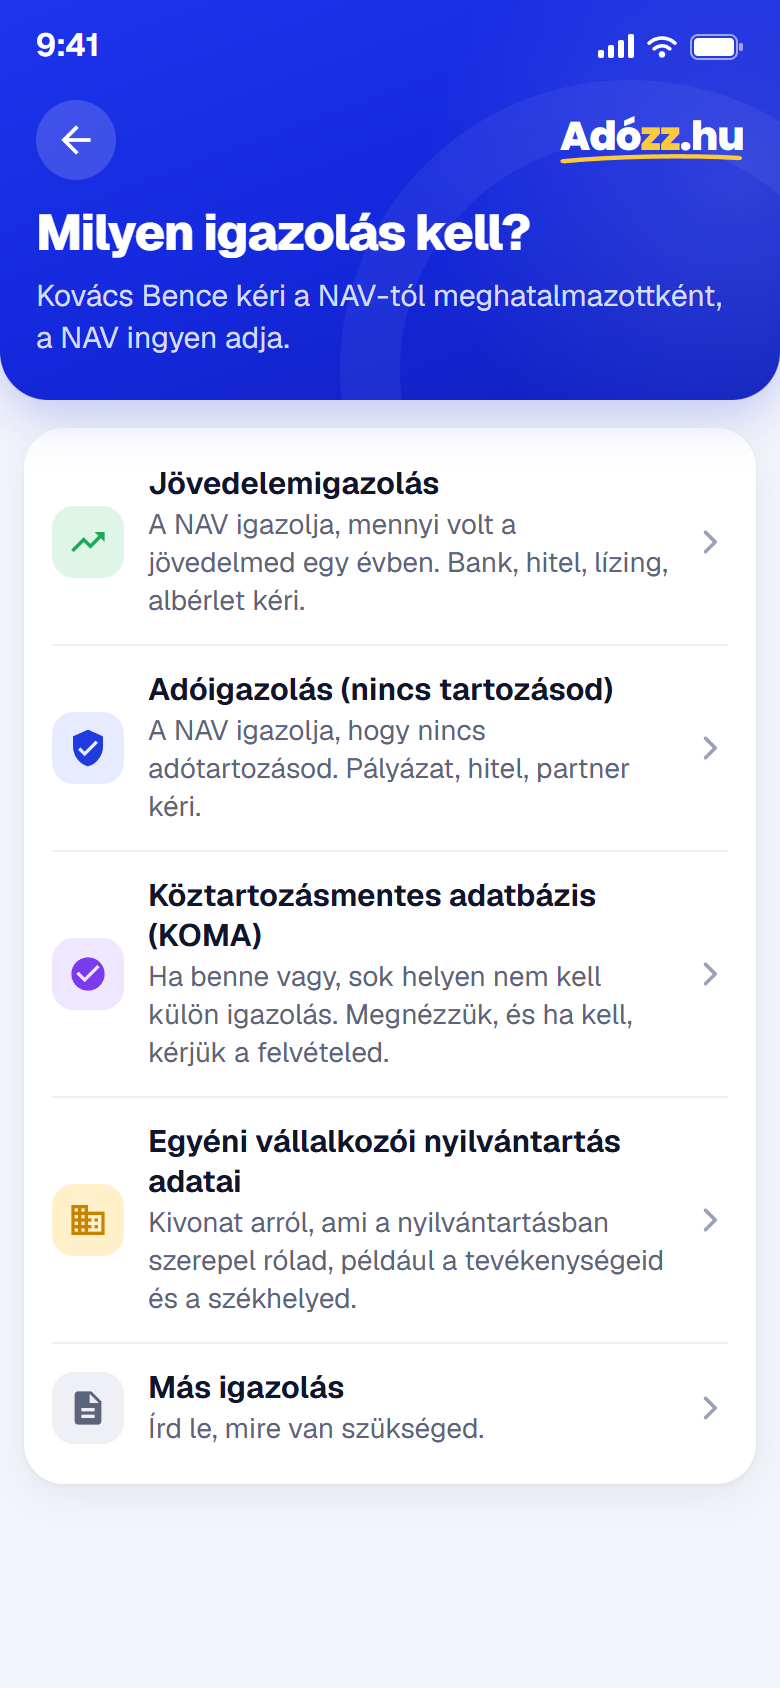 9:41
Adózz.hu
Milyen igazolás kell?
Kovács Bence kéri a NAV-tól meghatalmazottként,
a NAV ingyen adja.
Jövedelemigazolás
A NAV igazolja, mennyi volt a
jövedelmed egy évben. Bank, hitel, lízing,
albérlet kéri.
Adóigazolás (nincs tartozásod)
A NAV igazolja, hogy nincs
adótartozásod. Pályázat, hitel, partner
kéri.
Köztartozásmentes adatbázis
(KOMA)
Ha benne vagy, sok helyen nem kell
külön igazolás. Megnézzük, és ha kell,
kérjük a felvételed.
Egyéni vállalkozói nyilvántartás
adatai
Kivonat arról, ami a nyilvántartásban
szerepel rólad, például a tevékenységeid
és a székhelyed.
Más igazolás
Írd le, mire van szükséged.